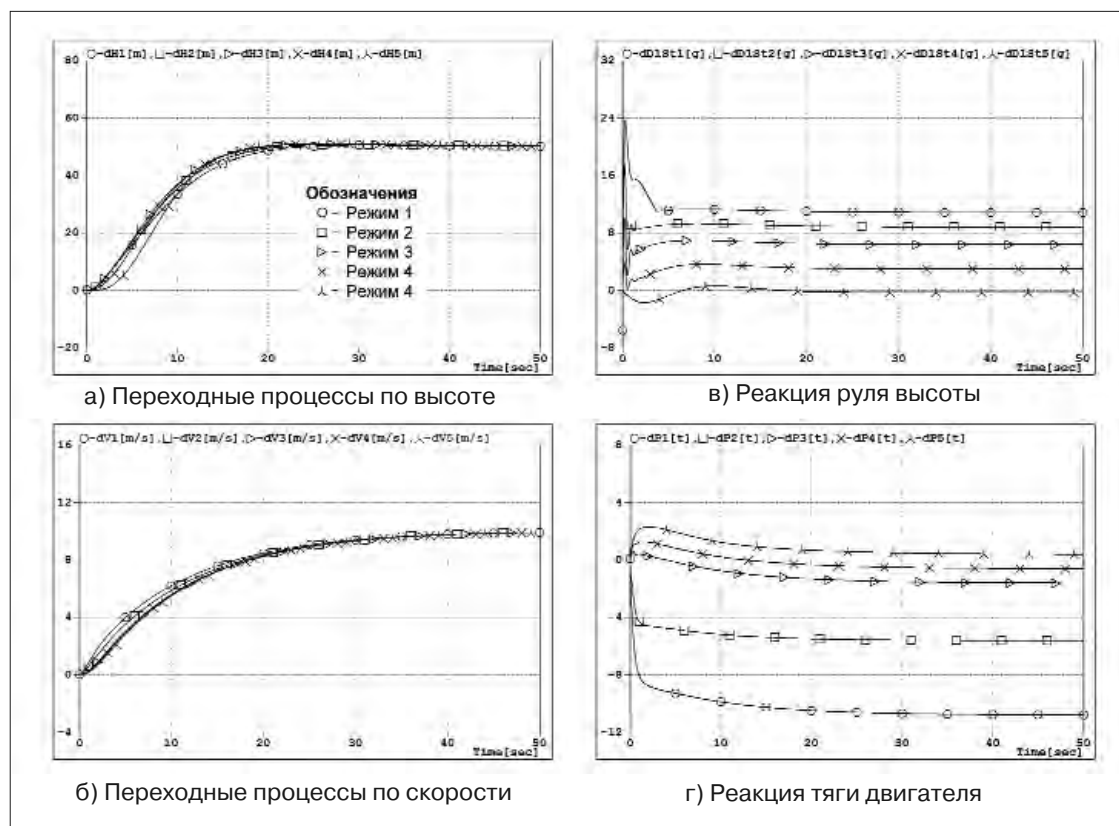 ○-dH1[m],□-dH2[m],▷-dH3[m],×-dH4[m],⅄-dH5[m]
80
60
40
20
0
-20
0
10
20
30
40
50
Time[sec]
Обозначения
○ - Режим 1
□ - Режим 2
▷ - Режим 3
× - Режим 4
⅄ - Режим 4
а) Переходные процессы по высоте
○-dD1St1[g],□-dD1St2[g],▷-dD1St3[g],×-dD1St4[g],⅄-dD1St5[g]
32
24
16
8
0
-8
0
10
20
30
40
50
Time[sec]
в) Реакция руля высоты
○-dV1[m/s],□-dV2[m/s],▷-dV3[m/s],×-dV4[m/s],⅄-dV5[m/s]
16
12
8
4
0
-4
0
10
20
30
40
50
Time[sec]
б) Переходные процессы по скорости
○-dP1[t],□-dP2[t],▷-dP3[t],×-dP4[t],⅄-dP5[t]
8
4
0
-4
-8
-12
0
10
20
30
40
50
Time[sec]
г) Реакция тяги двигателя